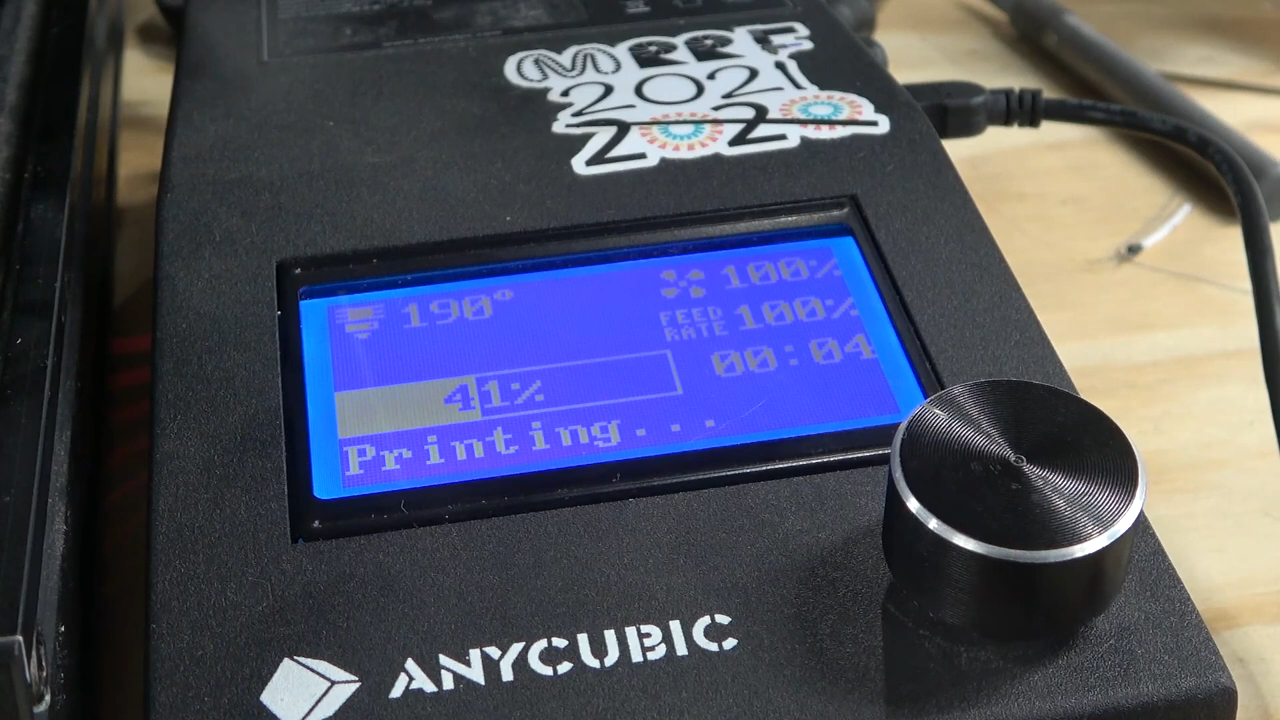 MRRF
2021
2020
190°
100%
FEED
RATE
100%
41%
00:04
Printing...
ANYCUBIC